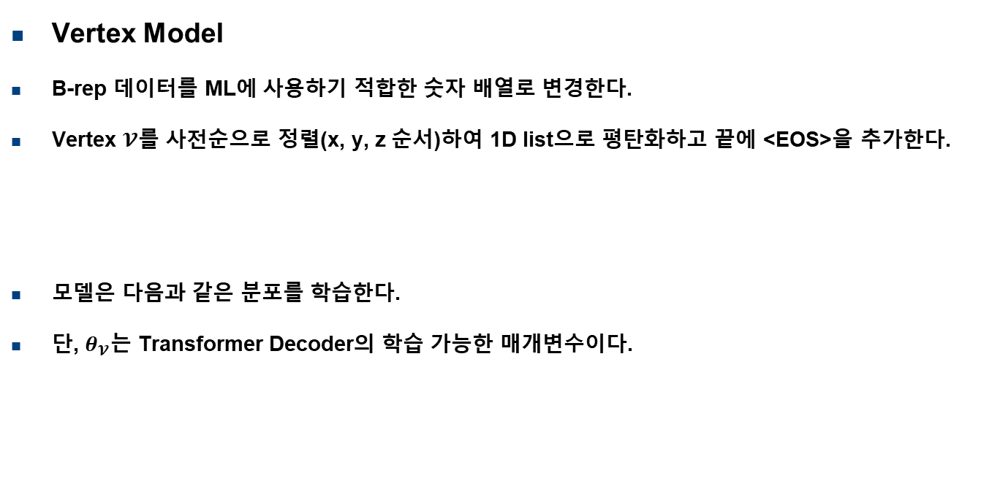 Vertex Model
B-rep 데이터를 ML에 사용하기 적합한 숫자 배열로 변경한다.
Vertex 𝒱를 사전순으로 정렬(x, y, z 순서)하여 1D list으로 평탄화하고 끝에 <EOS>을 추가한다.
모델은 다음과 같은 분포를 학습한다.
단, θ𝒱는 Transformer Decoder의 학습 가능한 매개변수이다.